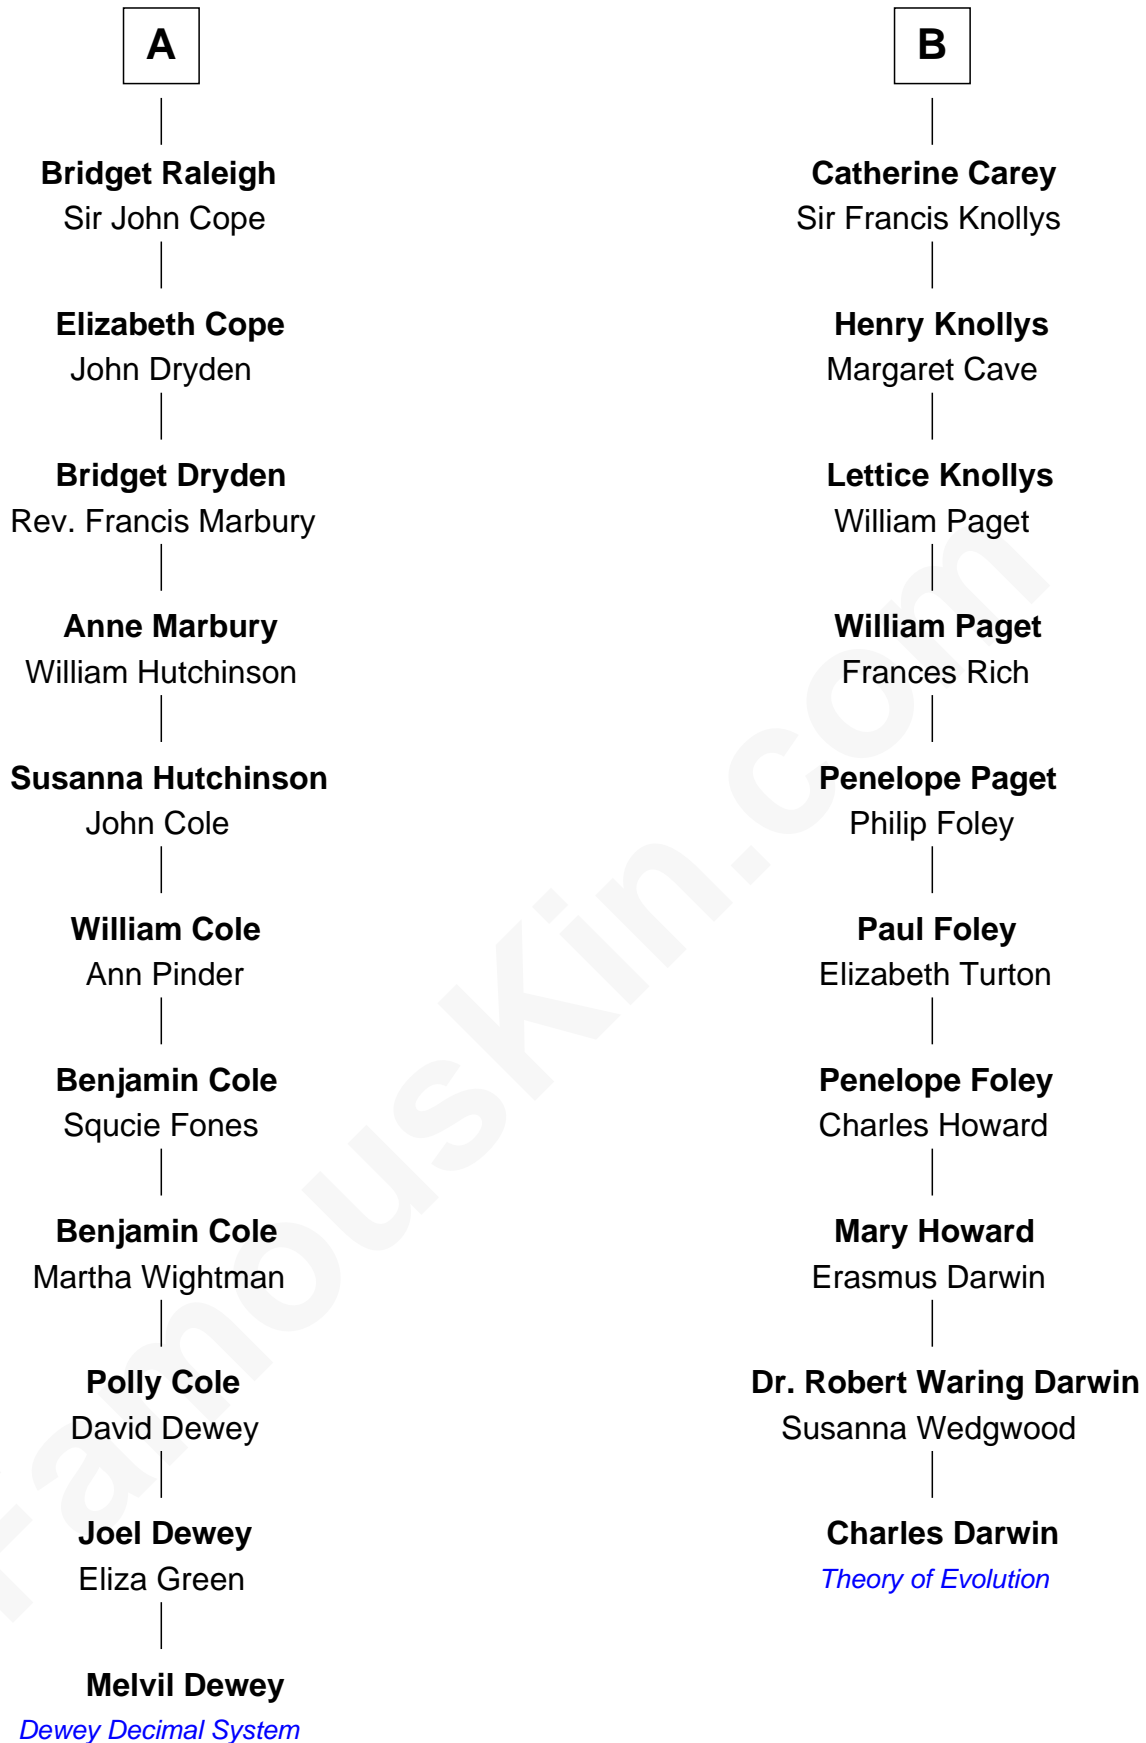 A
Bridget Raleigh
Sir John Cope
Elizabeth Cope
John Dryden
Bridget Dryden
Rev. Francis Marbury
Anne Marbury
William Hutchinson
Susanna Hutchinson
John Cole
William Cole
Ann Pinder
Benjamin Cole
Squcie Fones
Benjamin Cole
Martha Wightman
Polly Cole
David Dewey
Joel Dewey
Eliza Green
Melvil Dewey
Dewey Decimal System
B
Catherine Carey
Sir Francis Knollys
Henry Knollys
Margaret Cave
Lettice Knollys
William Paget
William Paget
Frances Rich
Penelope Paget
Philip Foley
Paul Foley
Elizabeth Turton
Penelope Foley
Charles Howard
Mary Howard
Erasmus Darwin
Dr. Robert Waring Darwin
Susanna Wedgwood
Charles Darwin
Theory of Evolution
FamousKin.com